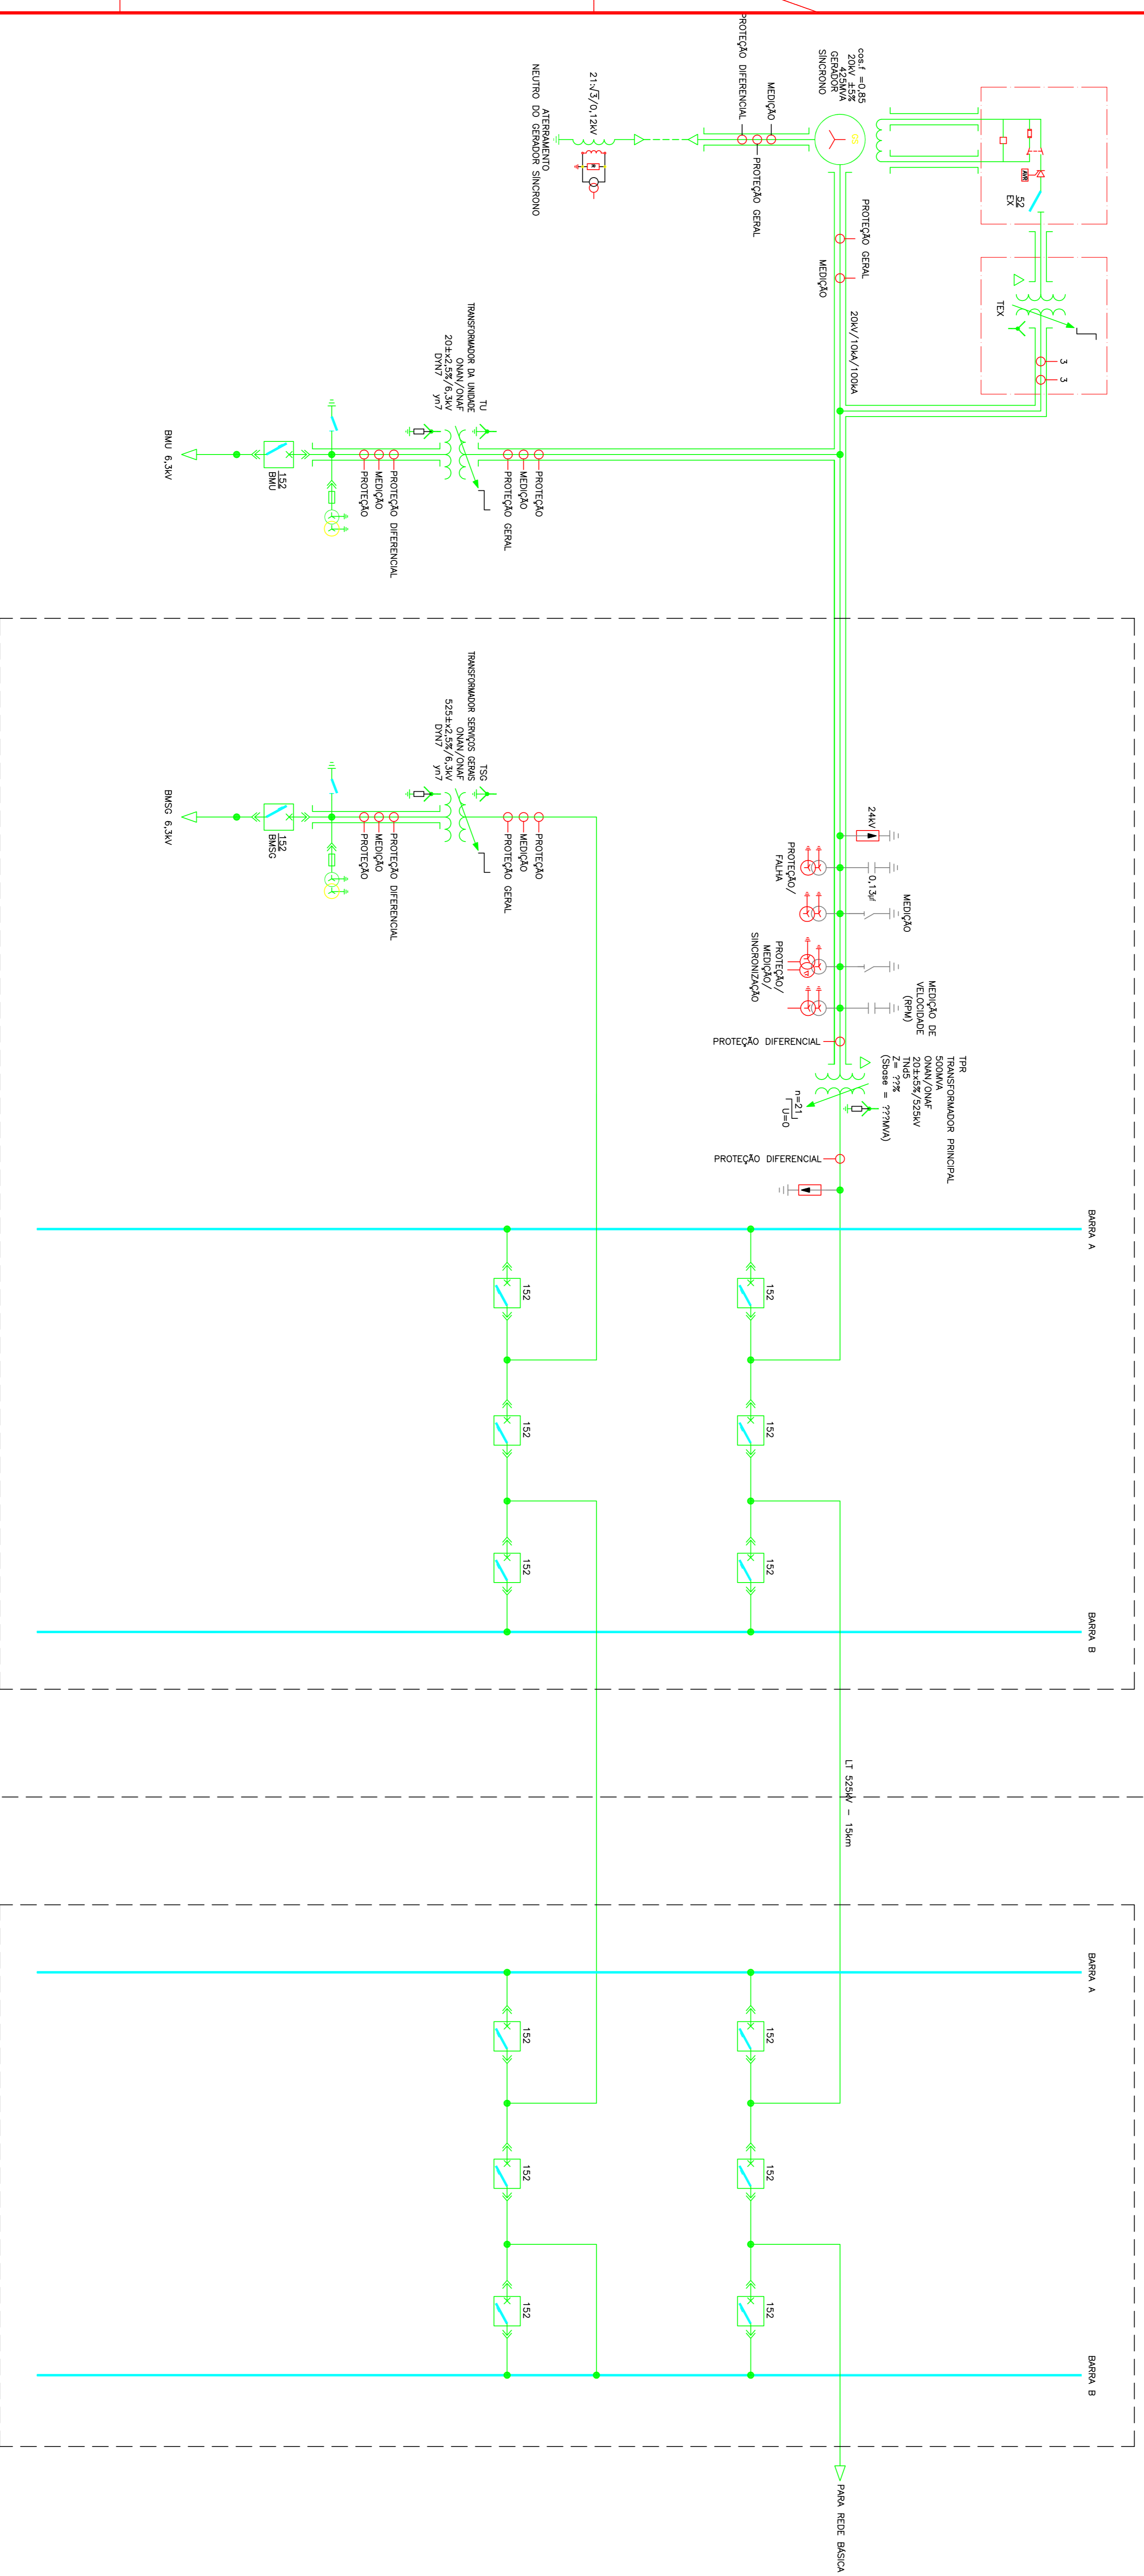 cos.f =0,85
20kV ±5%
425MVA
GERADOR
SÍNCRONO
52
EX
AVR
TEX
3
3
PROTEÇÃO DIFERENCIAL
MEDIÇÃO
PROTEÇÃO GERAL
21:√3/0,12kV
ATERRAMENTO
NEUTRO DO GERADOR SÍNCRONO
PROTEÇÃO GERAL
MEDIÇÃO
20kV/10kA/100kA
TU
TRANSFORMADOR DA UNIDADE
ONAN/ONAF
20±x2,5%/6,3kV
DYN7
yn7
PROTEÇÃO
MEDIÇÃO
PROTEÇÃO GERAL
PROTEÇÃO DIFERENCIAL
MEDIÇÃO
PROTEÇÃO
152
BMU
BMU 6,3kV
TSG
TRANSFORMADOR SERVIÇOS GERAIS
ONAN/ONAF
525±x2,5%/6,3kV
DYN7
yn7
PROTEÇÃO
MEDIÇÃO
PROTEÇÃO GERAL
PROTEÇÃO DIFERENCIAL
MEDIÇÃO
PROTEÇÃO
152
BMSG
BMSG 6,3kV
24kV
0,13µf
PROTEÇÃO/
FALHA
MEDIÇÃO
PROTEÇÃO/
MEDIÇÃO/
SINCRONIZAÇÃO
MEDIÇÃO DE
VELOCIDADE
(RPM)
PROTEÇÃO DIFERENCIAL
TPR
TRANSFORMADOR PRINCIPAL
500MVA
ONAN/ONAF
20±x5%/525kV
TNd5
Z= ??%
(Sbase = ???MVA)
n=21
U=0
PROTEÇÃO DIFERENCIAL
BARRA A
152
152
152
152
152
152
BARRA B
LT 525kV - 15km
BARRA A
152
152
152
152
152
152
BARRA B
PARA REDE BÁSICA